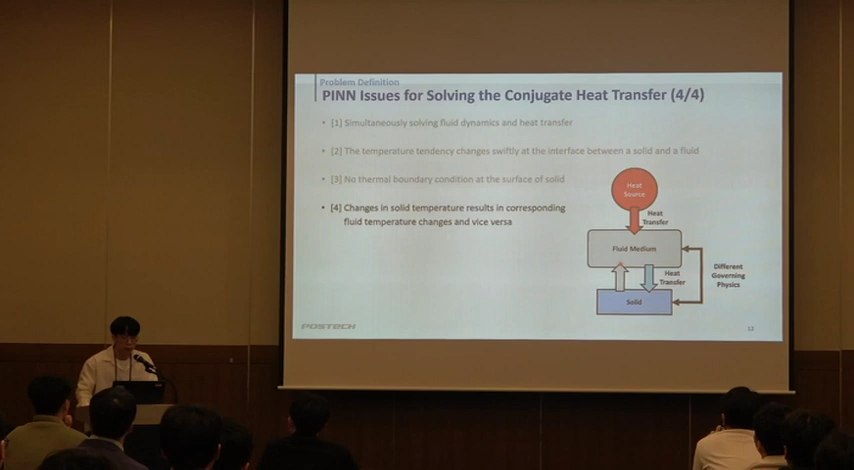 Problem Definition
PINN Issues for Solving the Conjugate Heat Transfer (4/4)
• [1] Simultaneously solving fluid dynamics and heat transfer
• [2] The temperature tendency changes swiftly at the interface between a solid and a fluid
• [3] No thermal boundary condition at the surface of solid
• [4] Changes in solid temperature results in corresponding
fluid temperature changes and vice versa
Heat
Source
Heat
Transfer
Fluid Medium
Heat
Transfer
Different
Governing
Physics
Solid
POSTECH
12